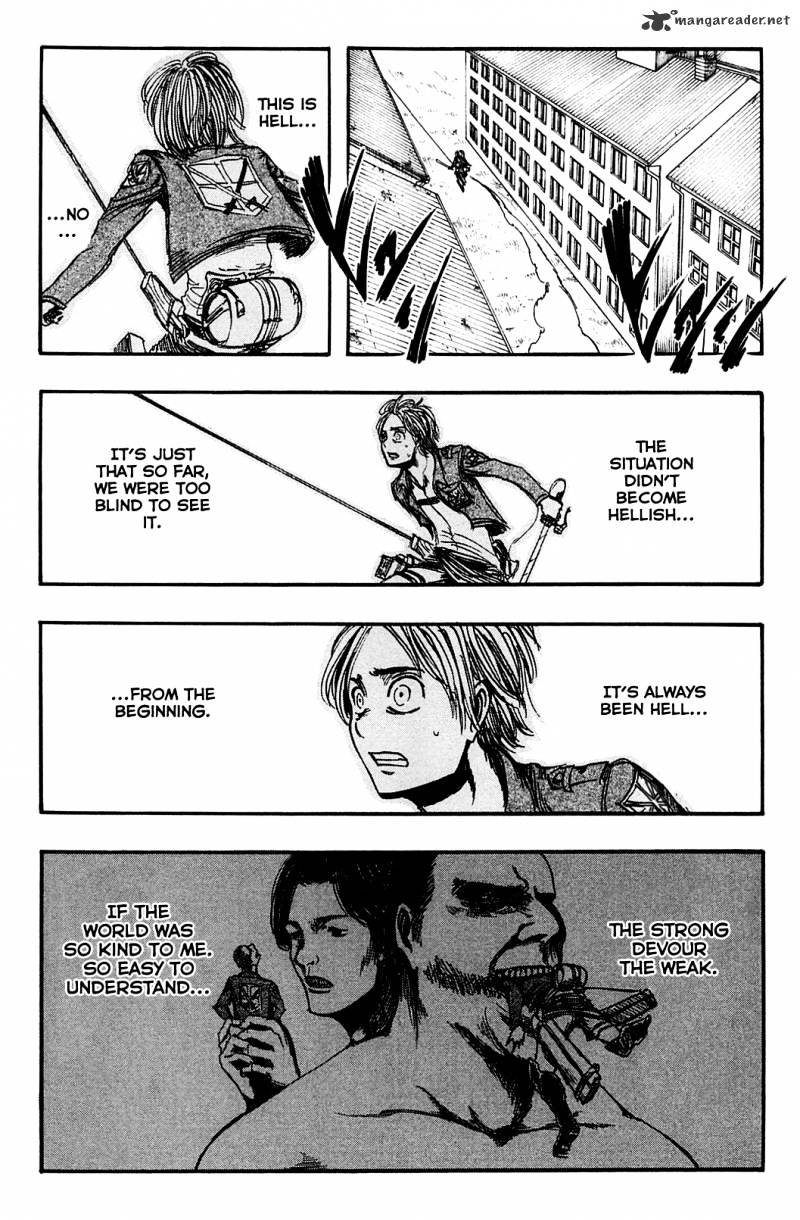 mangareader.net
THIS IS
HELL...
...NO
...
THE
SITUATION
DIDN'T
BECOME
HELLISH...
IT'S JUST
THAT SO FAR,
WE WERE TOO
BLIND TO SEE
IT.
IT'S ALWAYS
BEEN HELL...
...FROM THE
BEGINNING.
THE STRONG
DEVOUR
THE WEAK.
IF THE
WORLD WAS
SO KIND TO ME.
SO EASY TO
UNDERSTAND...